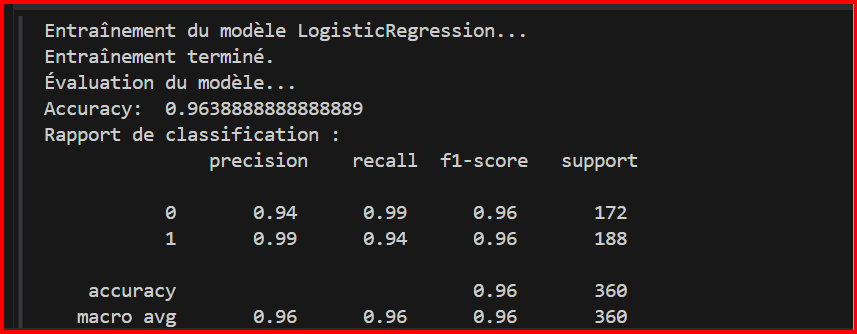 Entraînement du modèle LogisticRegression...
Entraînement terminé.
Évaluation du modèle...
Accuracy:  0.9638888888888889
Rapport de classification :
precision    recall  f1-score   support
0       0.94      0.99      0.96       172
1       0.99      0.94      0.96       188
accuracy                           0.96       360
macro avg       0.96      0.96      0.96       360